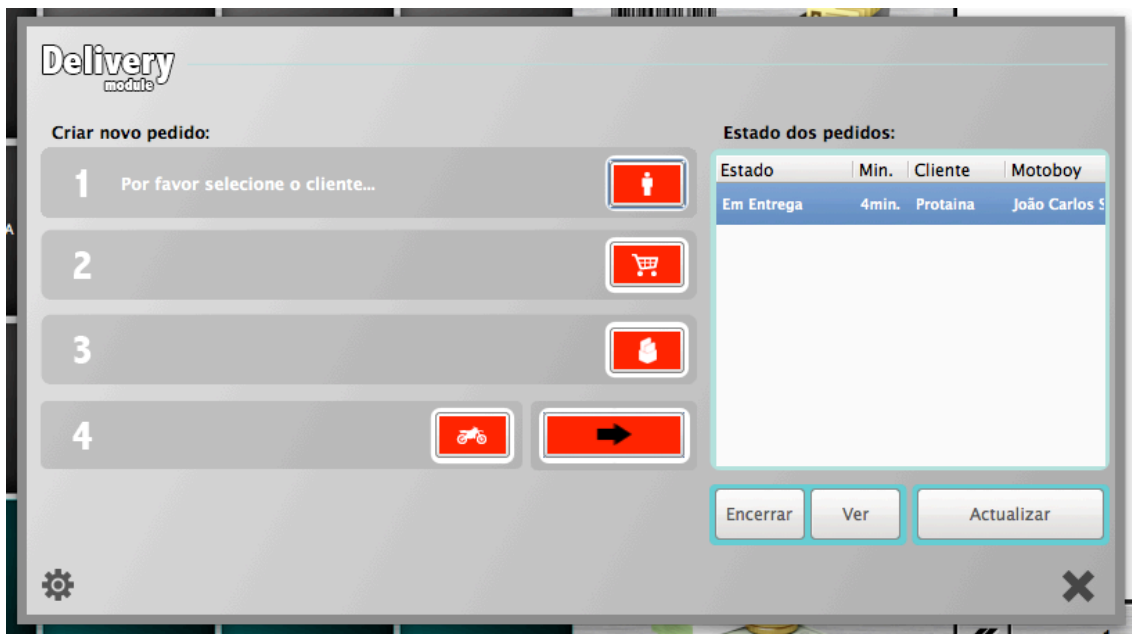 Delivery
module
Criar novo pedido:
1 Por favor selecione o cliente...
2
3
4
Estado dos pedidos:
Estado Min. Cliente Motoboy
Em Entrega 4min. Protaina João Carlos S
Encerrar Ver Actualizar
A